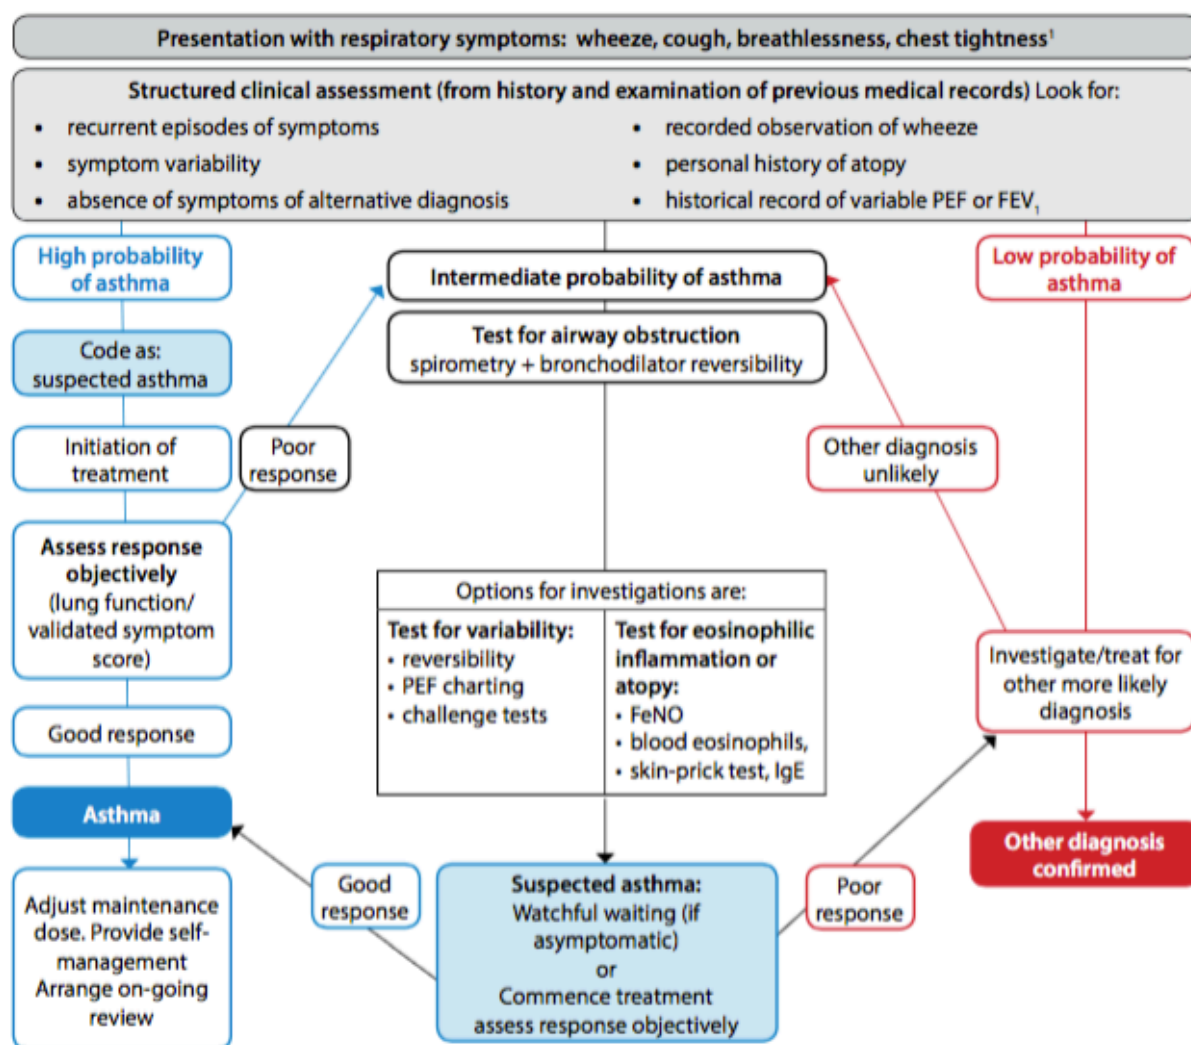 Presentation with respiratory symptoms: wheeze, cough, breathlessness, chest tightness¹
Structured clinical assessment (from history and examination of previous medical records) Look for:
• recurrent episodes of symptoms
• symptom variability
• absence of symptoms of alternative diagnosis
• recorded observation of wheeze
• personal history of atopy
• historical record of variable PEF or FEV₁
High probability
of asthma
Code as:
suspected asthma
Initiation of
treatment
Poor
response
Assess response
objectively
(lung function/
validated symptom
score)
Good response
Asthma
Adjust maintenance
dose. Provide self-
management
Arrange on-going
review
Intermediate probability of asthma
Test for airway obstruction
spirometry + bronchodilator reversibility
Options for investigations are:
Test for variability:
• reversibility
• PEF charting
• challenge tests
Test for eosinophilic
inflammation or
atopy:
• FeNO
• blood eosinophils,
• skin-prick test, IgE
Good
response
Suspected asthma:
Watchful waiting (if
asymptomatic)
or
Commence treatment
assess response objectively
Poor
response
Low probability of
asthma
Other diagnosis
unlikely
Investigate/treat for
other more likely
diagnosis
Other diagnosis
confirmed